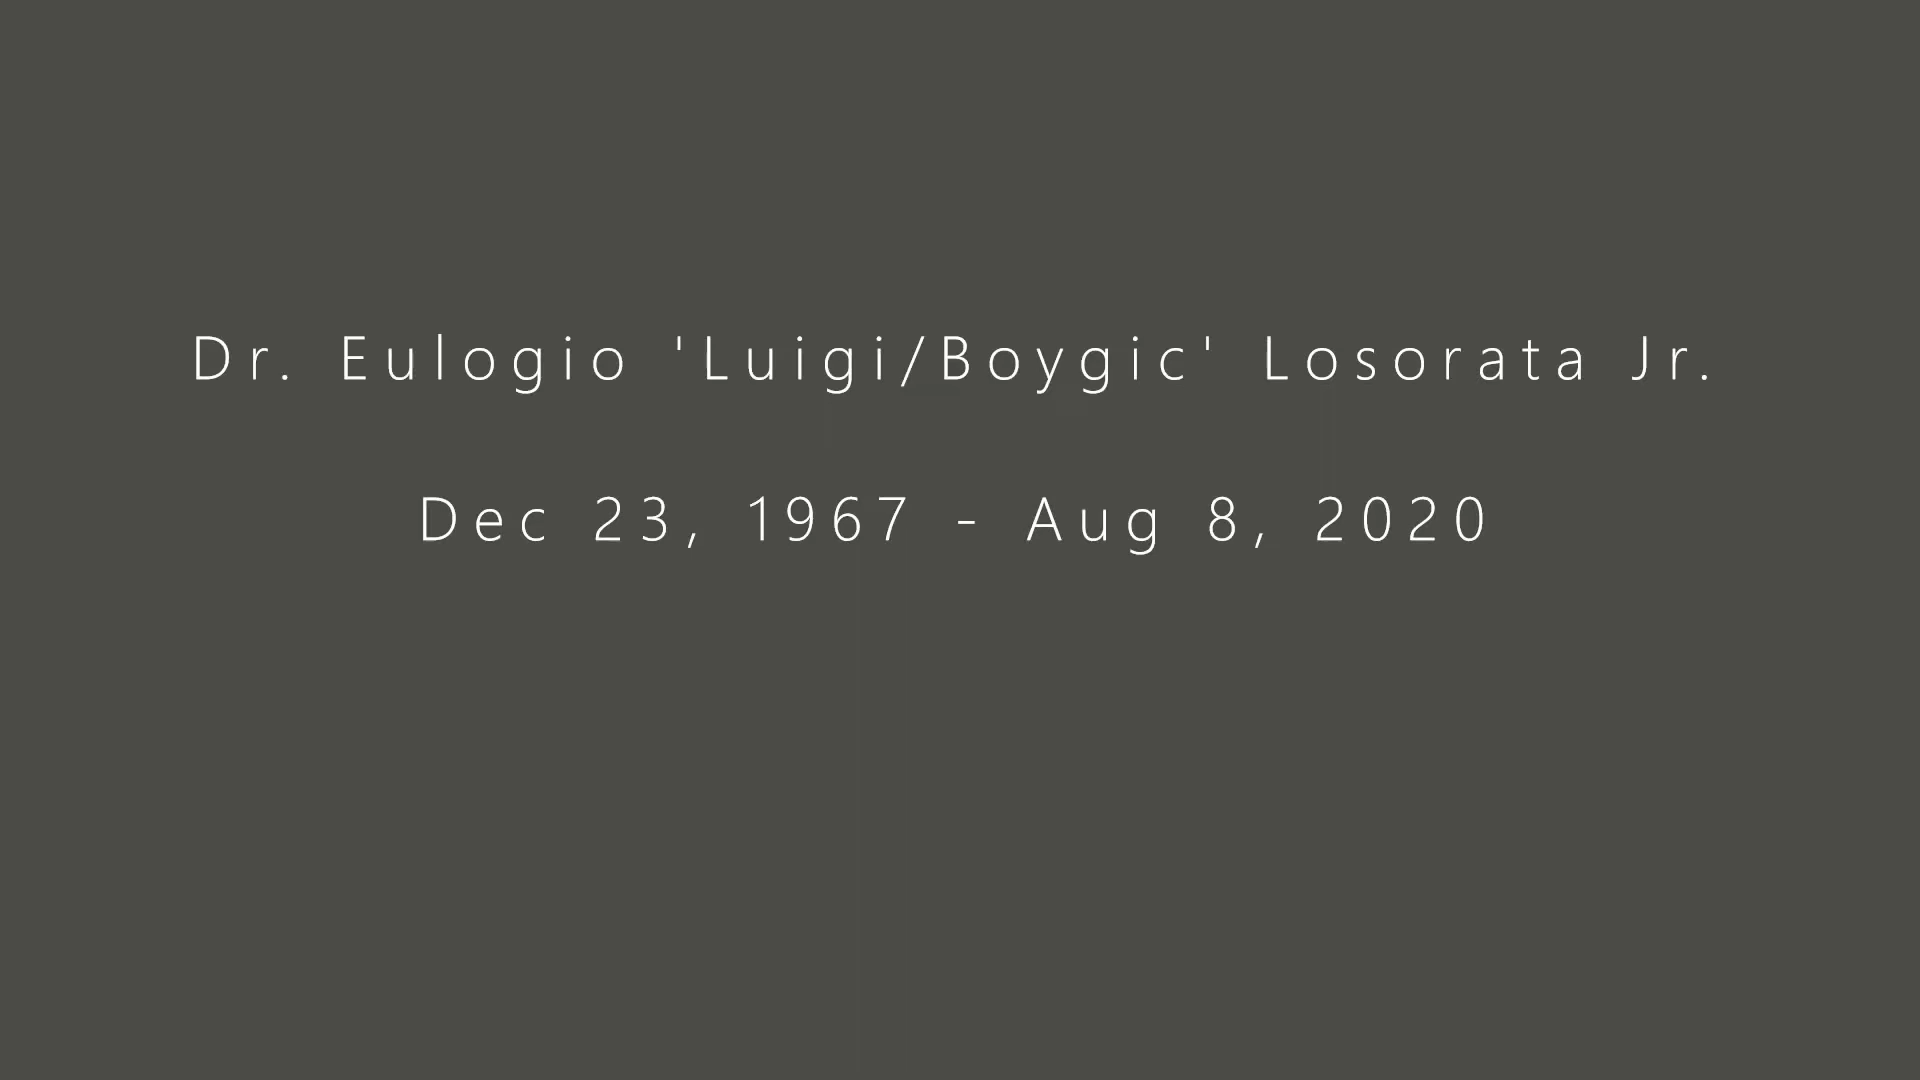 Dr. Eulogio 'Luigi/Boygic' Losorata Jr.
Dec 23, 1967 - Aug 8, 2020